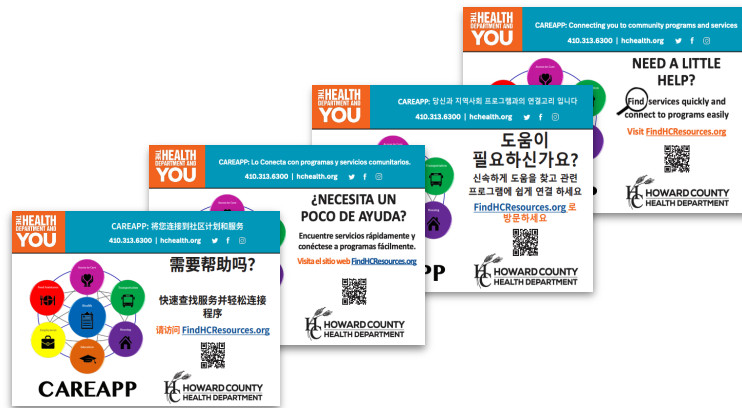 THE HEALTH
DEPARTMENT AND
YOU
CAREAPP: Connecting you to community programs and services
410.313.6300 | hchealth.org
NEED A LITTLE
HELP?
Find services quickly and
connect to programs easily
Visit FindHCResources.org
HC HOWARD COUNTY
HEALTH DEPARTMENT
THE HEALTH
DEPARTMENT AND
YOU
CAREAPP: 당신과 지역사회 프로그램과의 연결고리 입니다
410.313.6300 | hchealth.org
도움이
필요하신가요?
신속하게 도움을 찾고 관련
프로그램에 쉽게 연결 하세요
FindHCResources.org 로
방문하세요
PP
HC HOWARD COUNTY
HEALTH DEPARTMENT
THE HEALTH
DEPARTMENT AND
YOU
CAREAPP: Lo Conecta con programas y servicios comunitarios.
410.313.6300 | hchealth.org
¿NECESITA UN
POCO DE AYUDA?
Encuentre servicios rápidamente y
conéctese a programas fácilmente.
Visita el sitio web FindHCResources.org
HC HOWARD COUNTY
HEALTH DEPARTMENT
THE HEALTH
DEPARTMENT AND
YOU
CAREAPP: 将您连接到社区计划和服务
410.313.6300 | hchealth.org
需要帮助吗?
快速查找服务并轻松连接
程序
请访问 FindHCResources.org
Health
Housing
Education
CAREAPP
HC HOWARD COUNTY
HEALTH DEPARTMENT